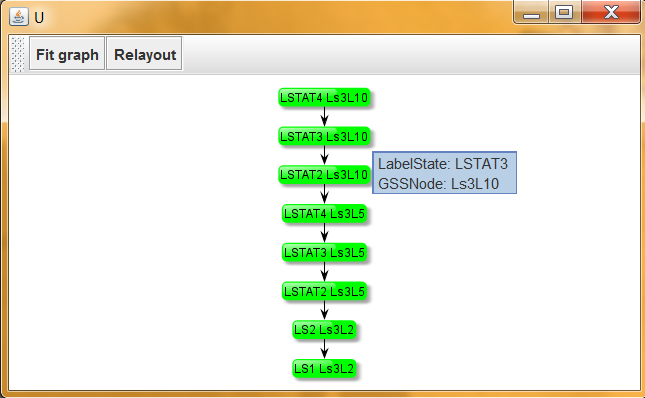 U
Fit graph Relayout
LSTAT4 Ls3L10
LSTAT3 Ls3L10
LabelState: LSTAT3
LSTAT2 Ls3L10
GSSNode: Ls3L10
LSTAT4 Ls3L5
LSTAT3 Ls3L5
LSTAT2 Ls3L5
LS2 Ls3L2
LS1 Ls3L2